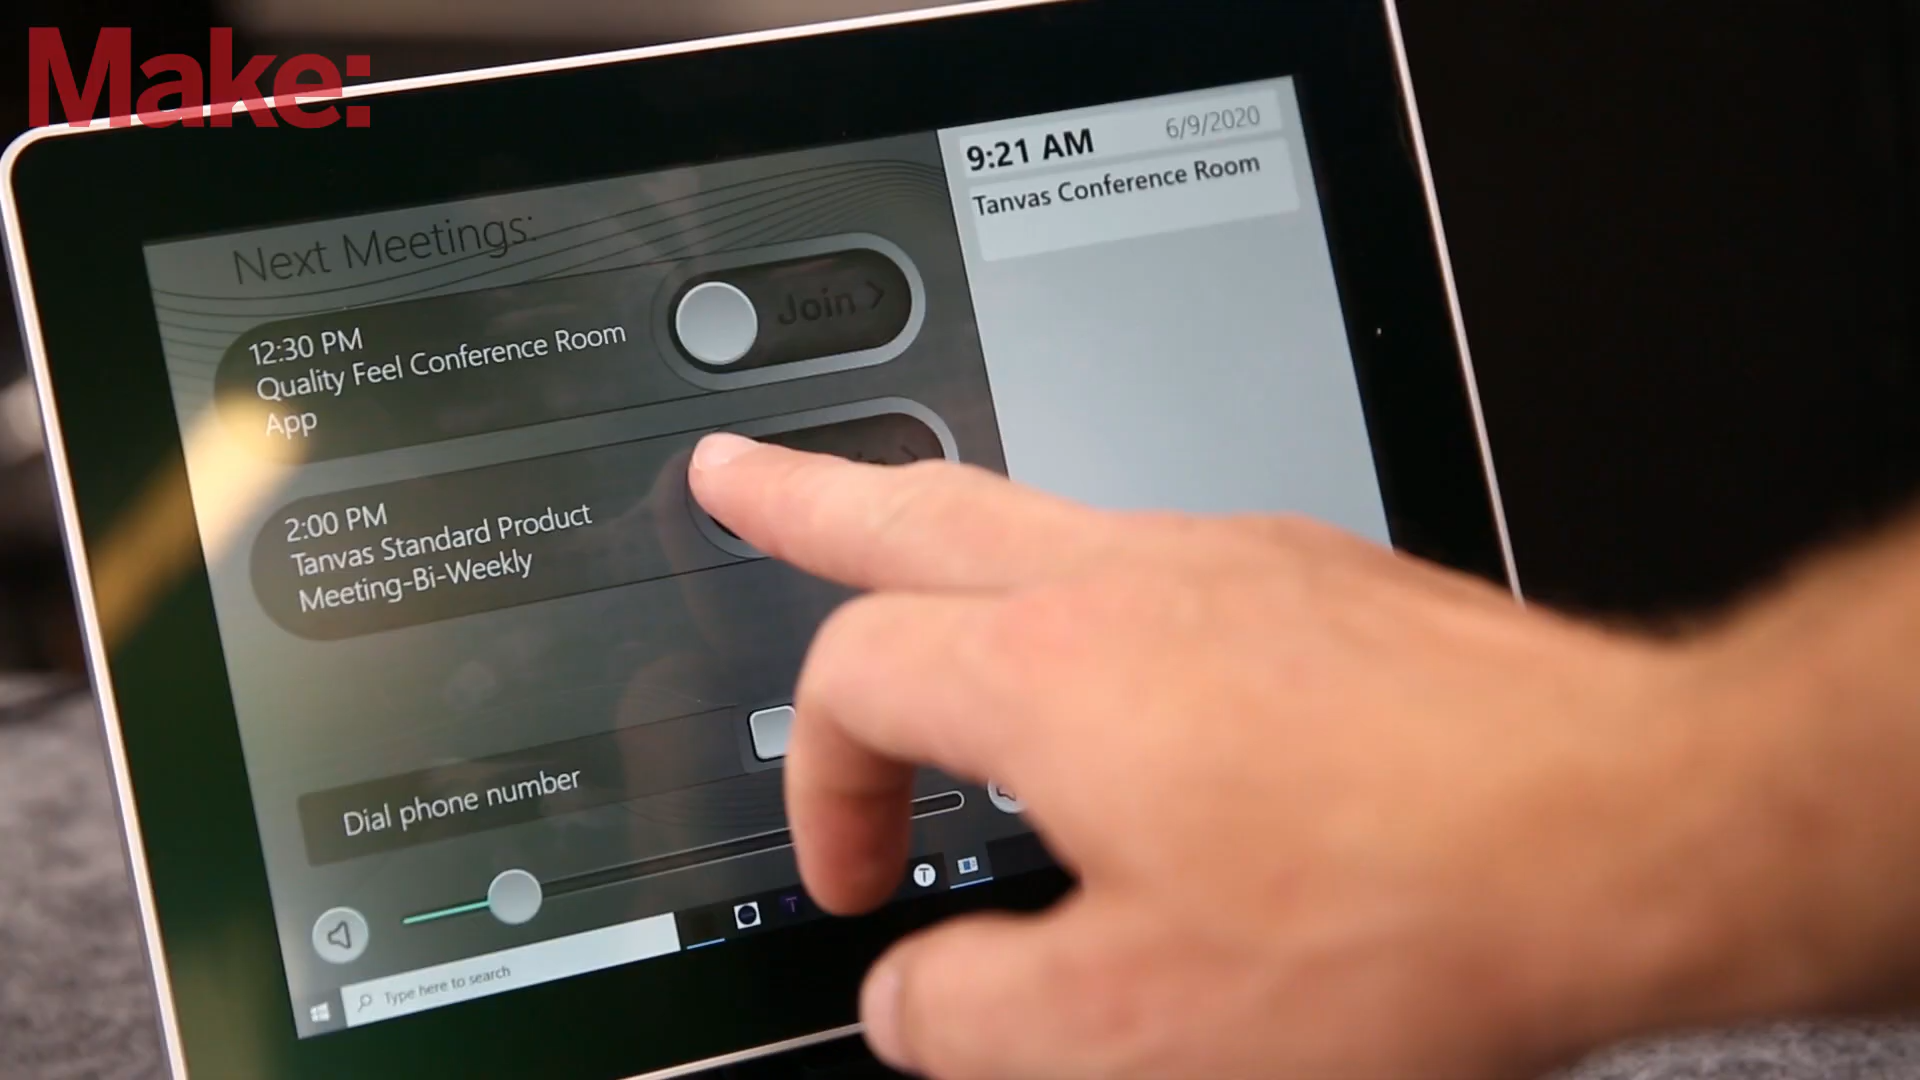 Make:
9:21 AM 6/9/2020
Tanvas Conference Room
Next Meetings:
12:30 PM
Quality Feel Conference Room
App
Join >
2:00 PM
Tanvas Standard Product
Meeting-Bi-Weekly
Dial phone number
Type here to search
T
T